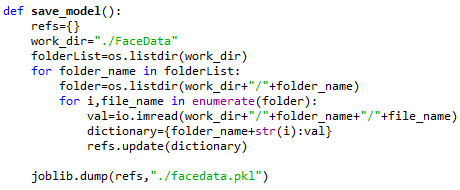 def save_model():
    refs={}
    work_dir="./FaceData"
    folderList=os.listdir(work_dir)
    for folder_name in folderList:
        folder=os.listdir(work_dir+"/"+folder_name)
        for i,file_name in enumerate(folder):
            val=io.imread(work_dir+"/"+folder_name+"/"+file_name)
            dictionary={folder_name+str(i):val}
            refs.update(dictionary)
    joblib.dump(refs,"./facedata.pkl")